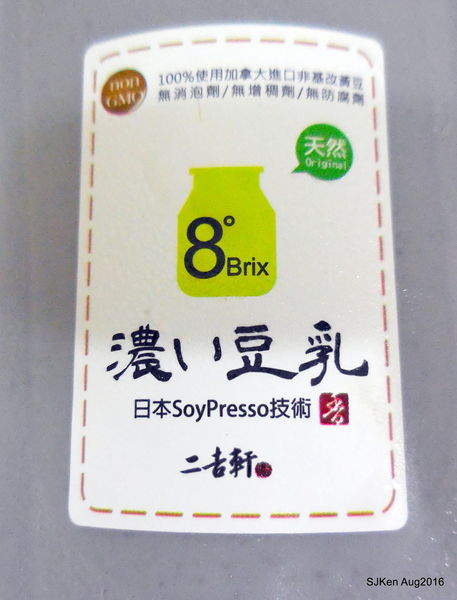 non
GMO
100%使用加拿大進口非基改黃豆
無消泡劑/無增稠劑/無防腐劑
天然
Original
8°Brix
濃い豆乳
日本SoyPresso技術
二吉軒
SJKen Aug2016